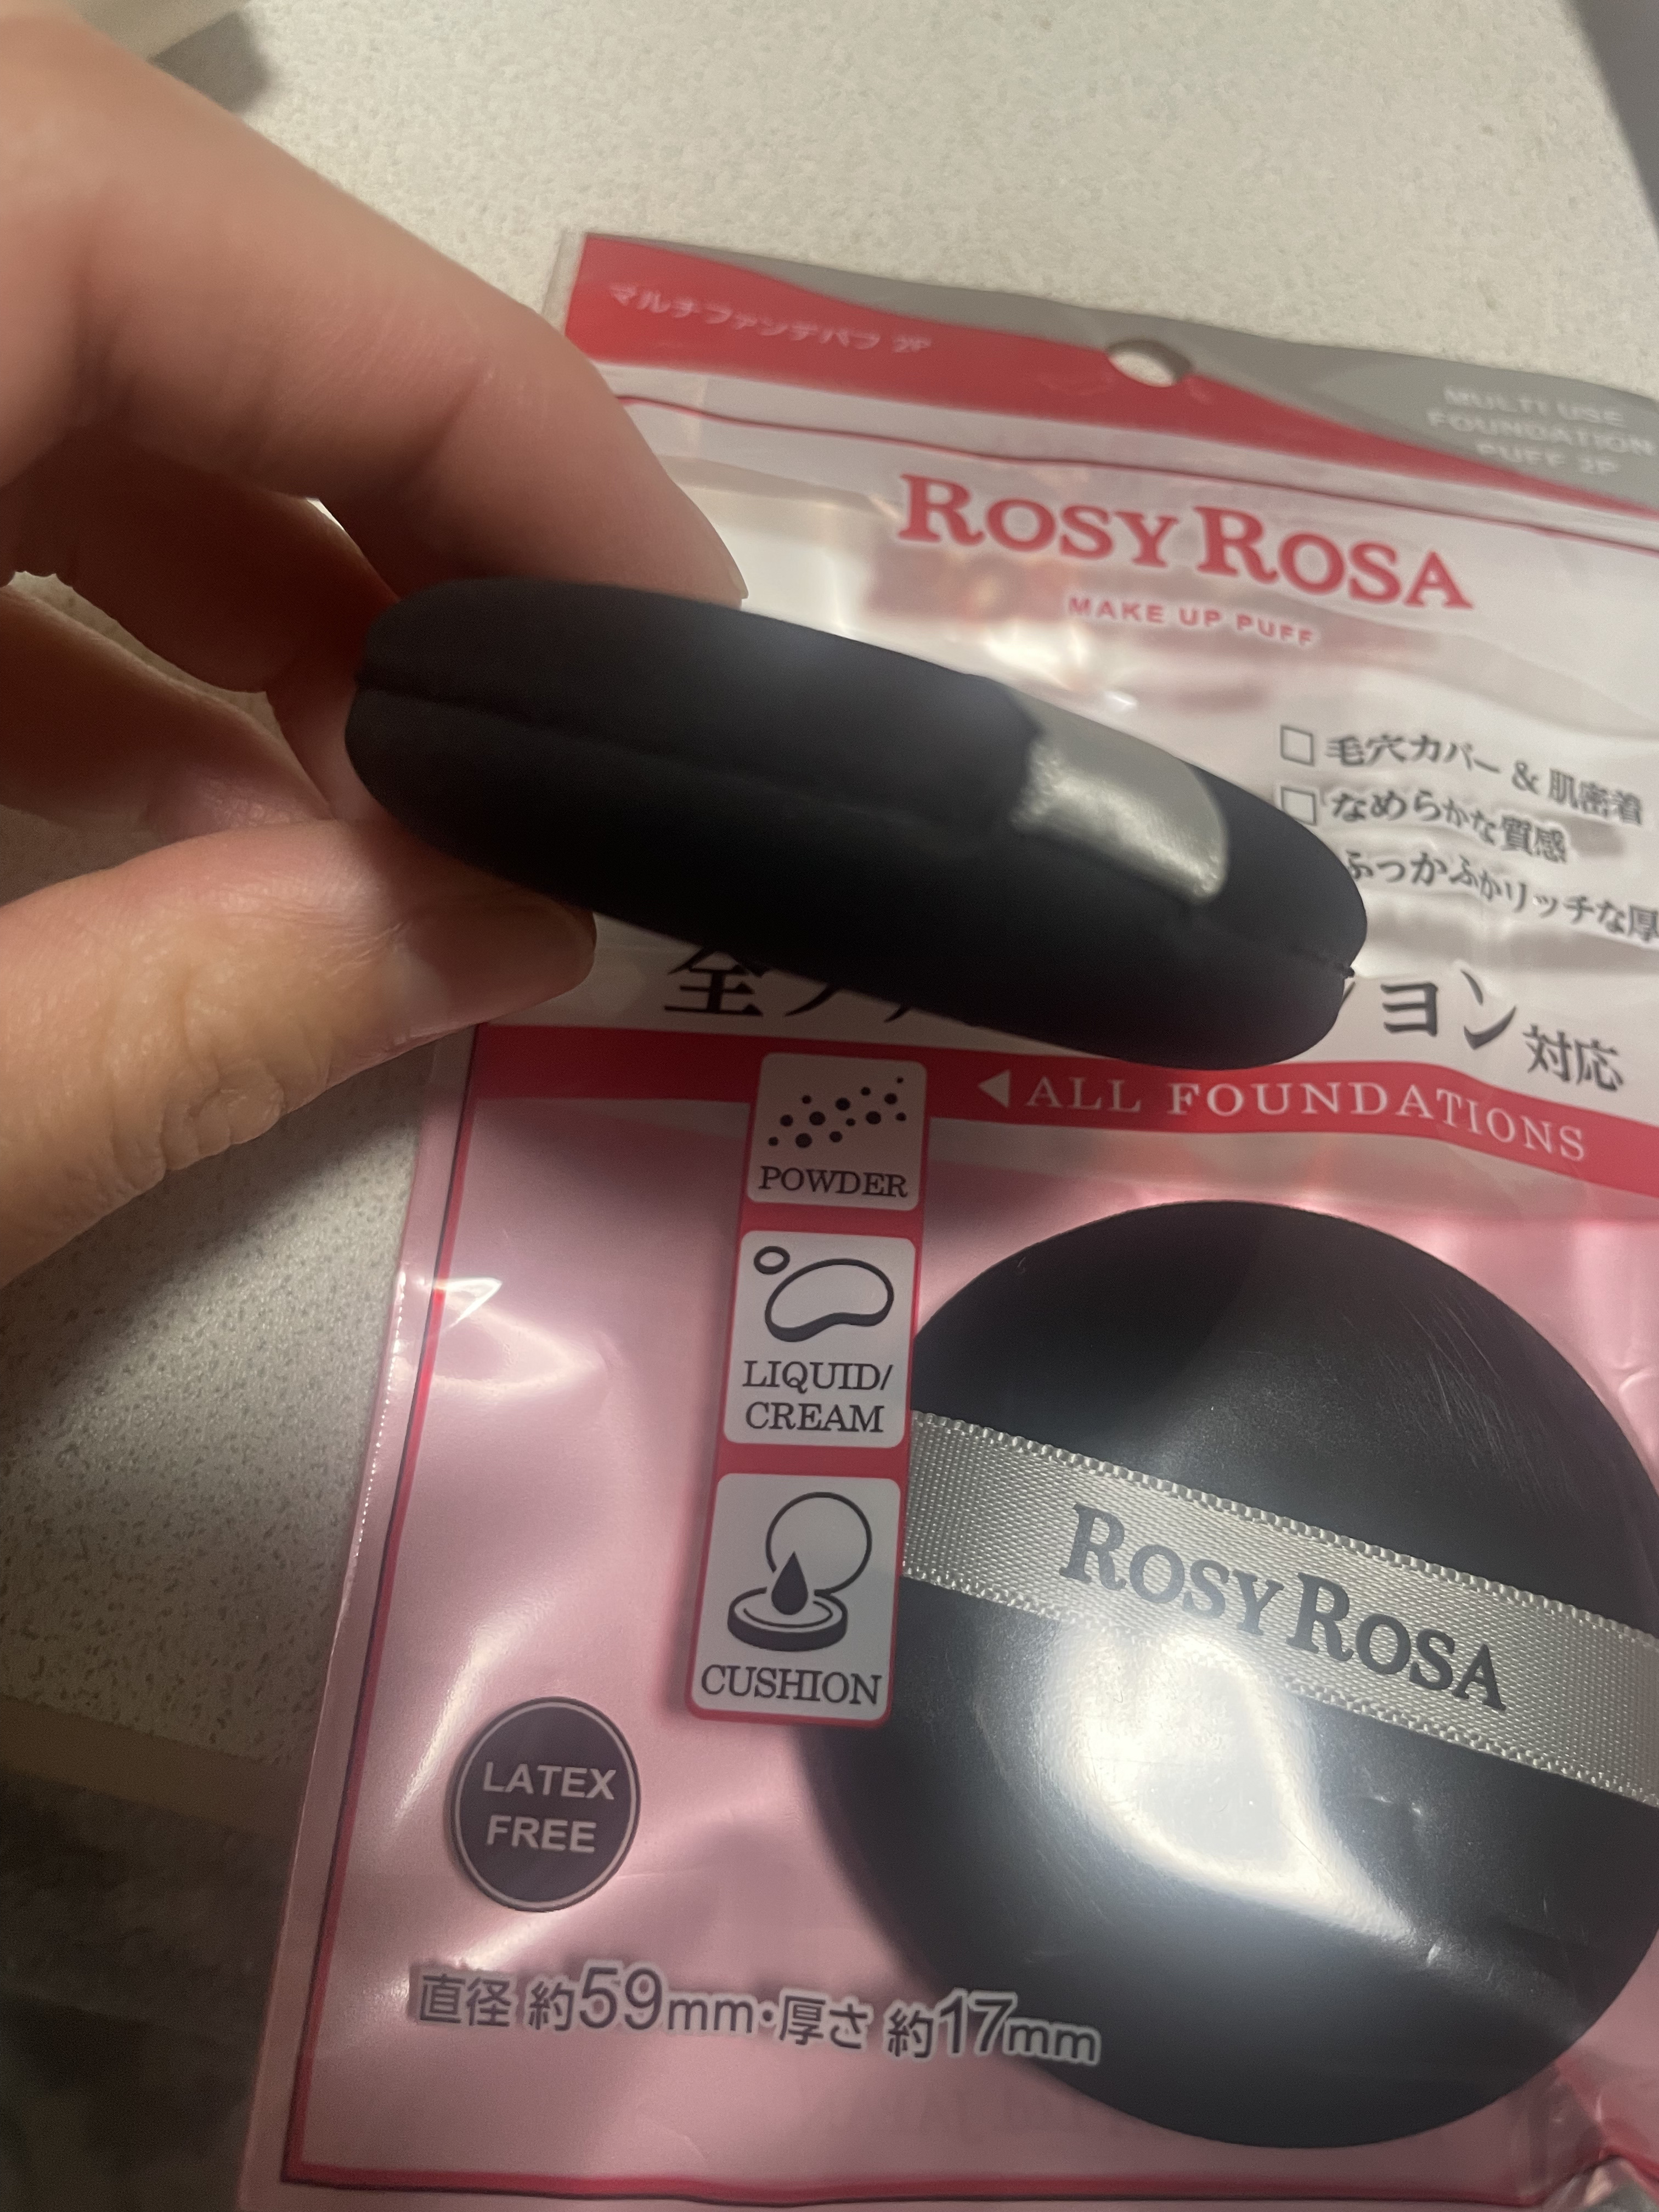 マルチファンデパフ 2P
MULTI USE
FOUNDATION
PUFF 2P
ROSY ROSA
MAKE UP PUFF
毛穴カバー & 肌密着
なめらかな質感
ふっかふかリッチな厚
全ファ
ョン対応
ALL FOUNDATIONS
POWDER
LIQUID/
CREAM
CUSHION
ROSY ROSA
LATEX
FREE
直径 約59mm・厚さ 約17mm